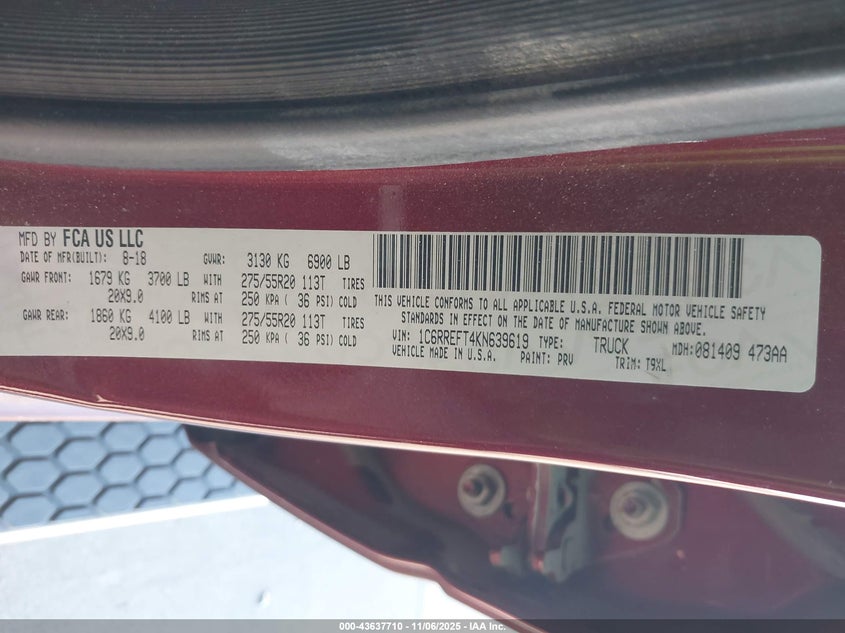 MFD BY FCA US LLC
DATE OF MFR(BUILT): 8-18 GVWR: 3130 KG 6900 LB
GAWR FRONT: 1679 KG 3700 LB WITH 275/55R20 113T TIRES
20X9.0 RIMS AT 250 KPA ( 36 PSI) COLD
GAWR REAR: 1860 KG 4100 LB WITH 275/55R20 113T TIRES
20X9.0 RIMS AT 250 KPA ( 36 PSI) COLD
THIS VEHICLE CONFORMS TO ALL APPLICABLE U.S.A. FEDERAL MOTOR VEHICLE SAFETY
STANDARDS IN EFFECT ON THE DATE OF MANUFACTURE SHOWN ABOVE.
VIN: 1C6RREFT4KN639619 TYPE: TRUCK MDH: 081409 473AA
VEHICLE MADE IN U.S.A. PAINT: PRV TRIM: T9XL
000-43637710 | 11/06/2025 - IAA Inc.